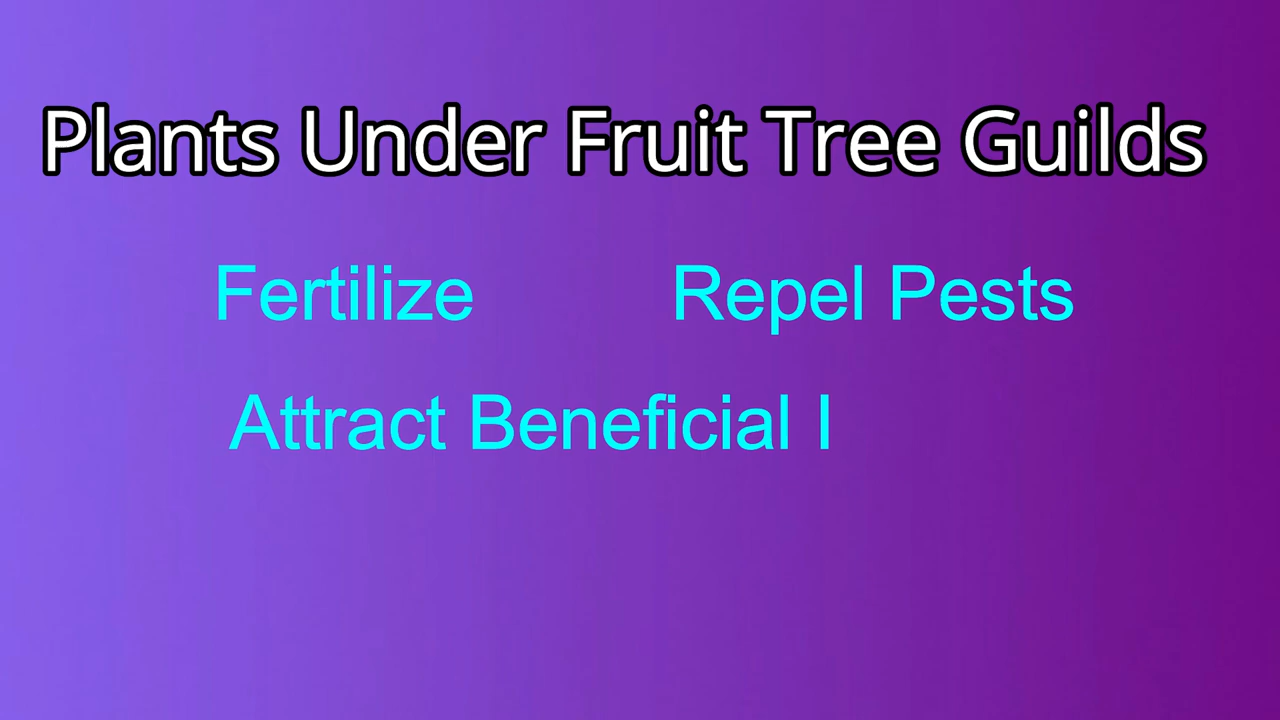 Plants Under Fruit Tree Guilds
Fertilize Repel Pests
Attract Beneficial I